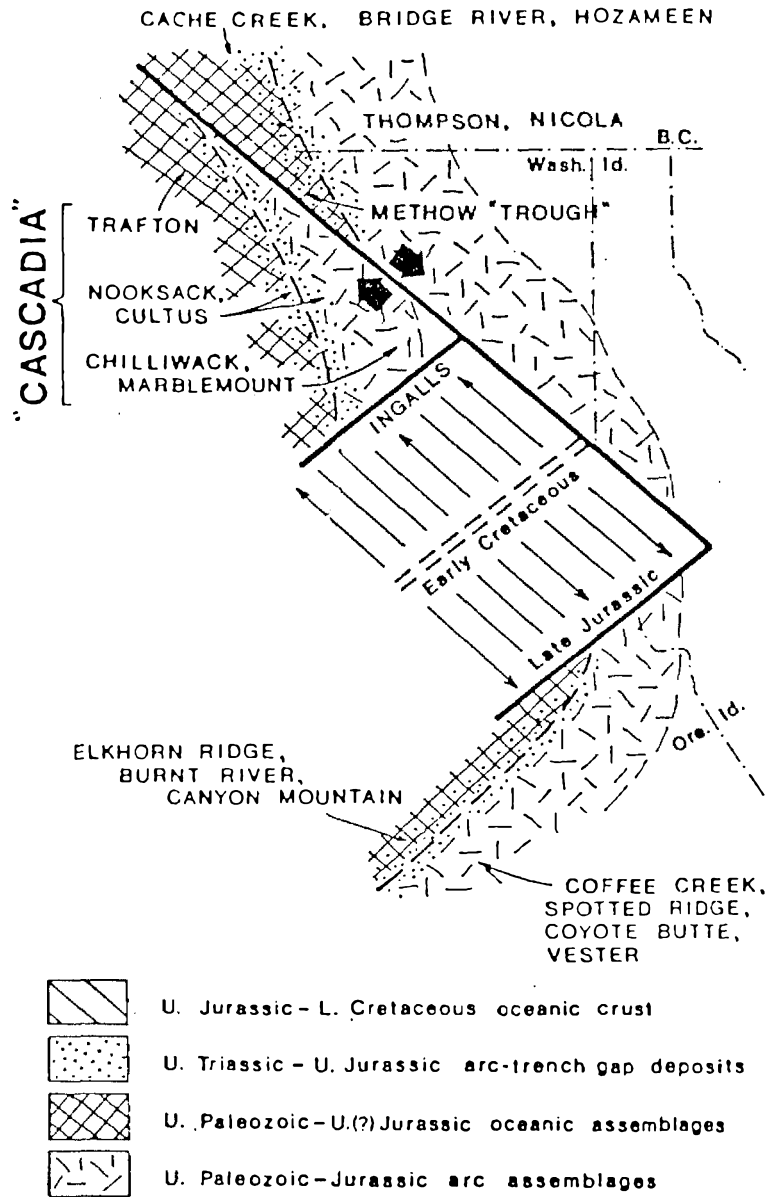 CACHE CREEK, BRIDGE RIVER, HOZAMEEN
THOMPSON, NICOLA
B.C.
Wash. Id.
METHOW "TROUGH"
TRAFTON
"CASCADIA"
NOOKSACK,
CULTUS
CHILLIWACK,
MARBLEMOUNT
INGALLS
Early Cretaceous
Late Jurassic
Ore. Id.
ELKHORN RIDGE,
BURNT RIVER,
CANYON MOUNTAIN
COFFEE CREEK,
SPOTTED RIDGE,
COYOTE BUTTE,
VESTER
U. Jurassic - L. Cretaceous oceanic crust
U. Triassic - U. Jurassic arc-trench gap deposits
U. Paleozoic - U.(?) Jurassic oceanic assemblages
U. Paleozoic - Jurassic arc assemblages